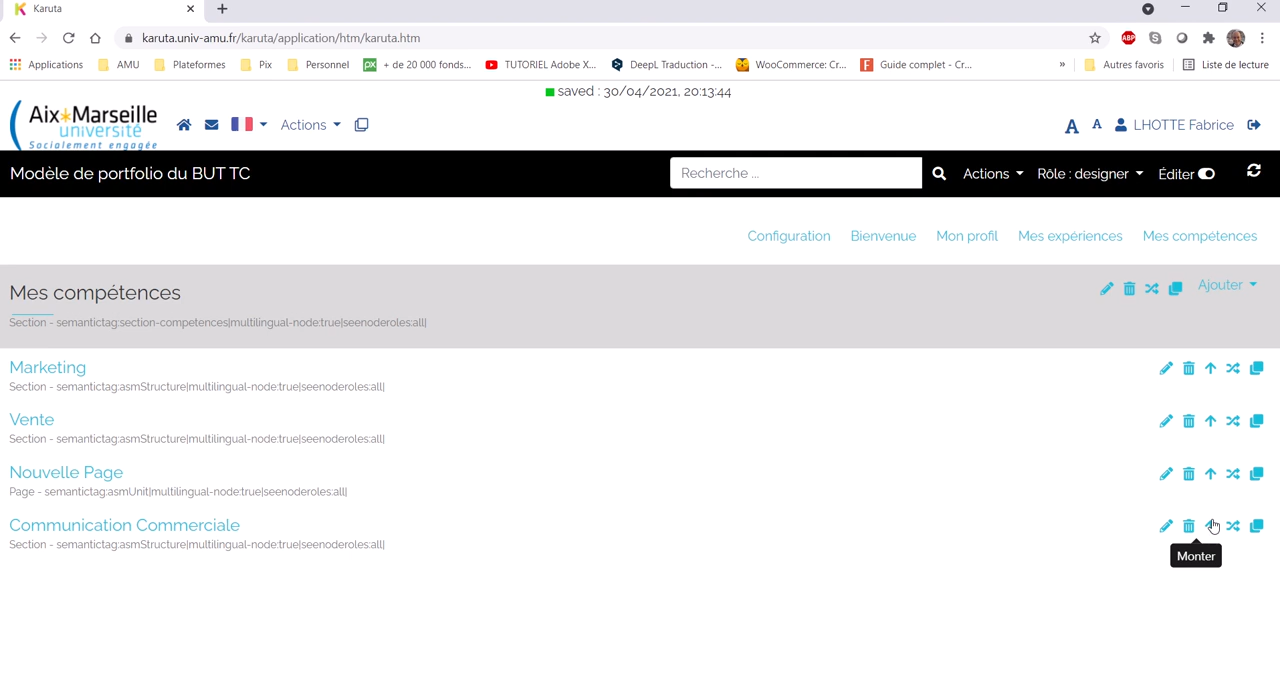 Karuta
karuta.univ-amu.fr/karuta/application/htm/karuta.htm
ABP
Applications AMU Plateformes Pix Personnel px + de 20 000 fonds... TUTORIEL Adobe X... DeepL Traduction -... WooCommerce: Cr... F Guide complet - Cr... » Autres favoris Liste de lecture
saved : 30/04/2021, 20:13:44
Aix*Marseille
université
Socialement engagée
Actions
A A LHOTTE Fabrice
Modèle de portfolio du BUT TC
Recherche ...
Actions Rôle : designer Éditer
Configuration Bienvenue Mon profil Mes expériences Mes compétences
Mes compétences
Ajouter
Section - semantictag:section-competences|multilingual-node:true|seenoderoles:all|
Marketing
Section - semantictag:asmStructure|multilingual-node:true|seenoderoles:all|
Vente
Section - semantictag:asmStructure|multilingual-node:true|seenoderoles:all|
Nouvelle Page
Page - semantictag:asmUnit|multilingual-node:true|seenoderoles:all|
Communication Commerciale
Section - semantictag:asmStructure|multilingual-node:true|seenoderoles:all|
Monter